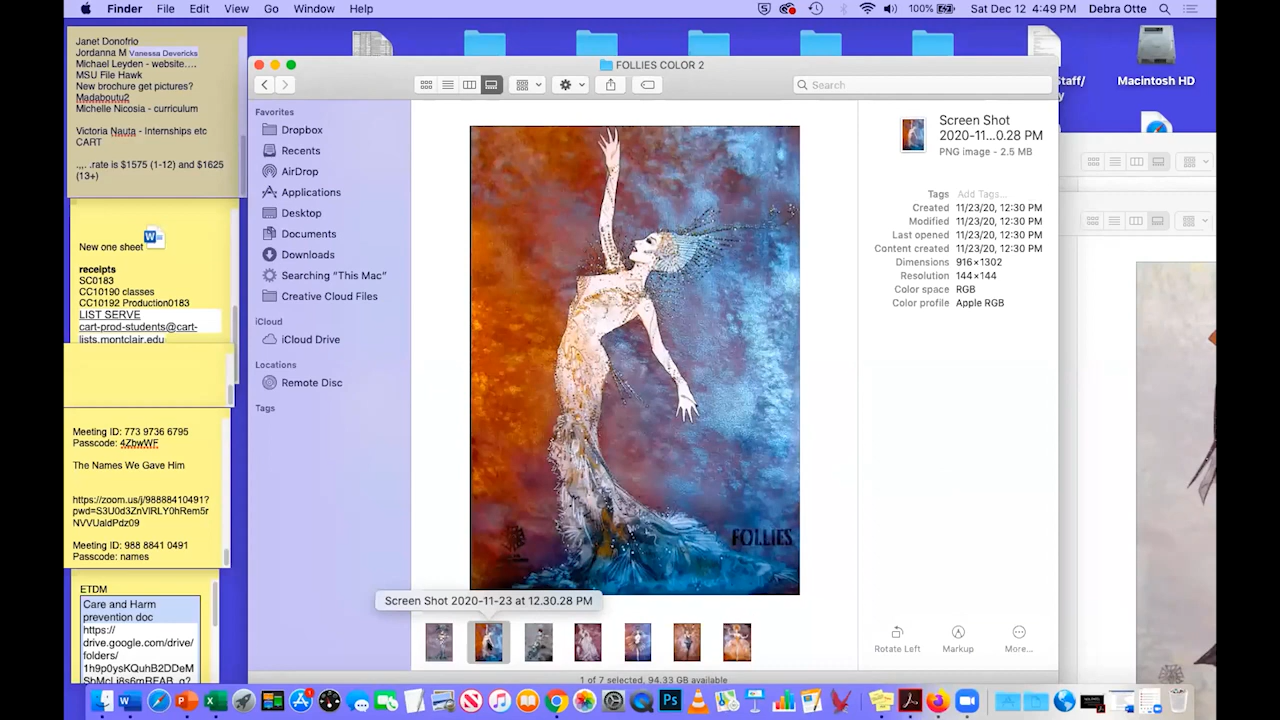 Finder File Edit View Go Window Help
100% Sat Dec 12 4:49 PM Debra Otte
Janet Donofrio
Jordanna M Vanessa Devericks
Michael Leyden - website....
MSU File Hawk
New brochure get pictures?
Madaboutu2
Michelle Nicosia - curriculum
Victoria Nauta - Internships etc
CART
.,,. .rate is $1575 (1-12) and $1625
(13+)
New one sheet
receipts
SC0183
CC10190 classes
CC10192 Production0183
LIST SERVE
cart-prod-students@cart-
lists.montclair.edu
Meeting ID: 773 9736 6795
Passcode: 4ZbwWF
The Names We Gave Him
https://zoom.us/j/98888410491?
pwd=S3U0d3ZnVlRLY0hRem5r
NVVUaldPdz09
Meeting ID: 988 8841 0491
Passcode: names
ETDM
Care and Harm
prevention doc
https://
drive.google.com/drive/
folders/
1h9p0ysKQuhB2DDeM
FOLLIES COLOR 2
Search
Favorites
Dropbox
Recents
AirDrop
Applications
Desktop
Documents
Downloads
Searching “This Mac”
Creative Cloud Files
iCloud
iCloud Drive
Locations
Remote Disc
Tags
FOLLIES
Screen Shot 2020-11-23 at 12.30.28 PM
Screen Shot
2020-11...0.28 PM
PNG image - 2.5 MB
Tags Add Tags...
Created 11/23/20, 12:30 PM
Modified 11/23/20, 12:30 PM
Last opened 11/23/20, 12:30 PM
Content created 11/23/20, 12:30 PM
Dimensions 916×1302
Resolution 144×144
Color space RGB
Color profile Apple RGB
Rotate Left Markup More...
1 of 7 selected, 94.33 GB available
Staff/
y
Macintosh HD